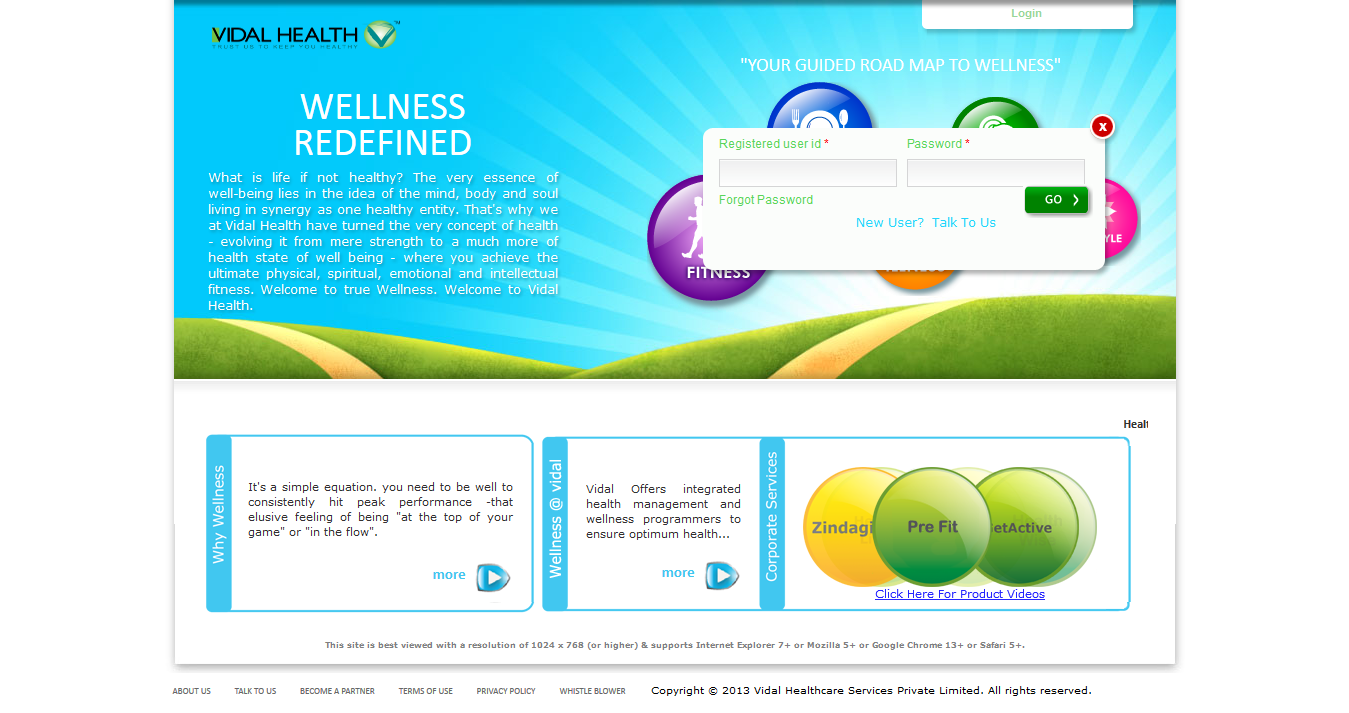 Login
VIDAL HEALTH™
TRUST US TO KEEP YOU HEALTHY
"YOUR GUIDED ROAD MAP TO WELLNESS"
WELLNESS
REDEFINED
What is life if not healthy? The very essence of
well-being lies in the idea of the mind, body and soul
living in synergy as one healthy entity. That's why we
at Vidal Health have turned the very concept of health
- evolving it from mere strength to a much more of
health state of well being - where you achieve the
ultimate physical, spiritual, emotional and intellectual
fitness. Welcome to true Wellness. Welcome to Vidal
Health.
x
Registered user id *
Password *
Forgot Password
GO
New User? Talk To Us
YLE
FITNESS
Healt
Why Wellness
It's a simple equation. you need to be well to
consistently hit peak performance -that
elusive feeling of being "at the top of your
game" or "in the flow".
more
Wellness @ vidal
Vidal Offers integrated
health management and
wellness programmers to
ensure optimum health...
more
Corporate Services
Zindagi
Pre Fit
etActive
Click Here For Product Videos
This site is best viewed with a resolution of 1024 x 768 (or higher) & supports Internet Explorer 7+ or Mozilla 5+ or Google Chrome 13+ or Safari 5+.
ABOUT US TALK TO US BECOME A PARTNER TERMS OF USE PRIVACY POLICY WHISTLE BLOWER Copyright © 2013 Vidal Healthcare Services Private Limited. All rights reserved.